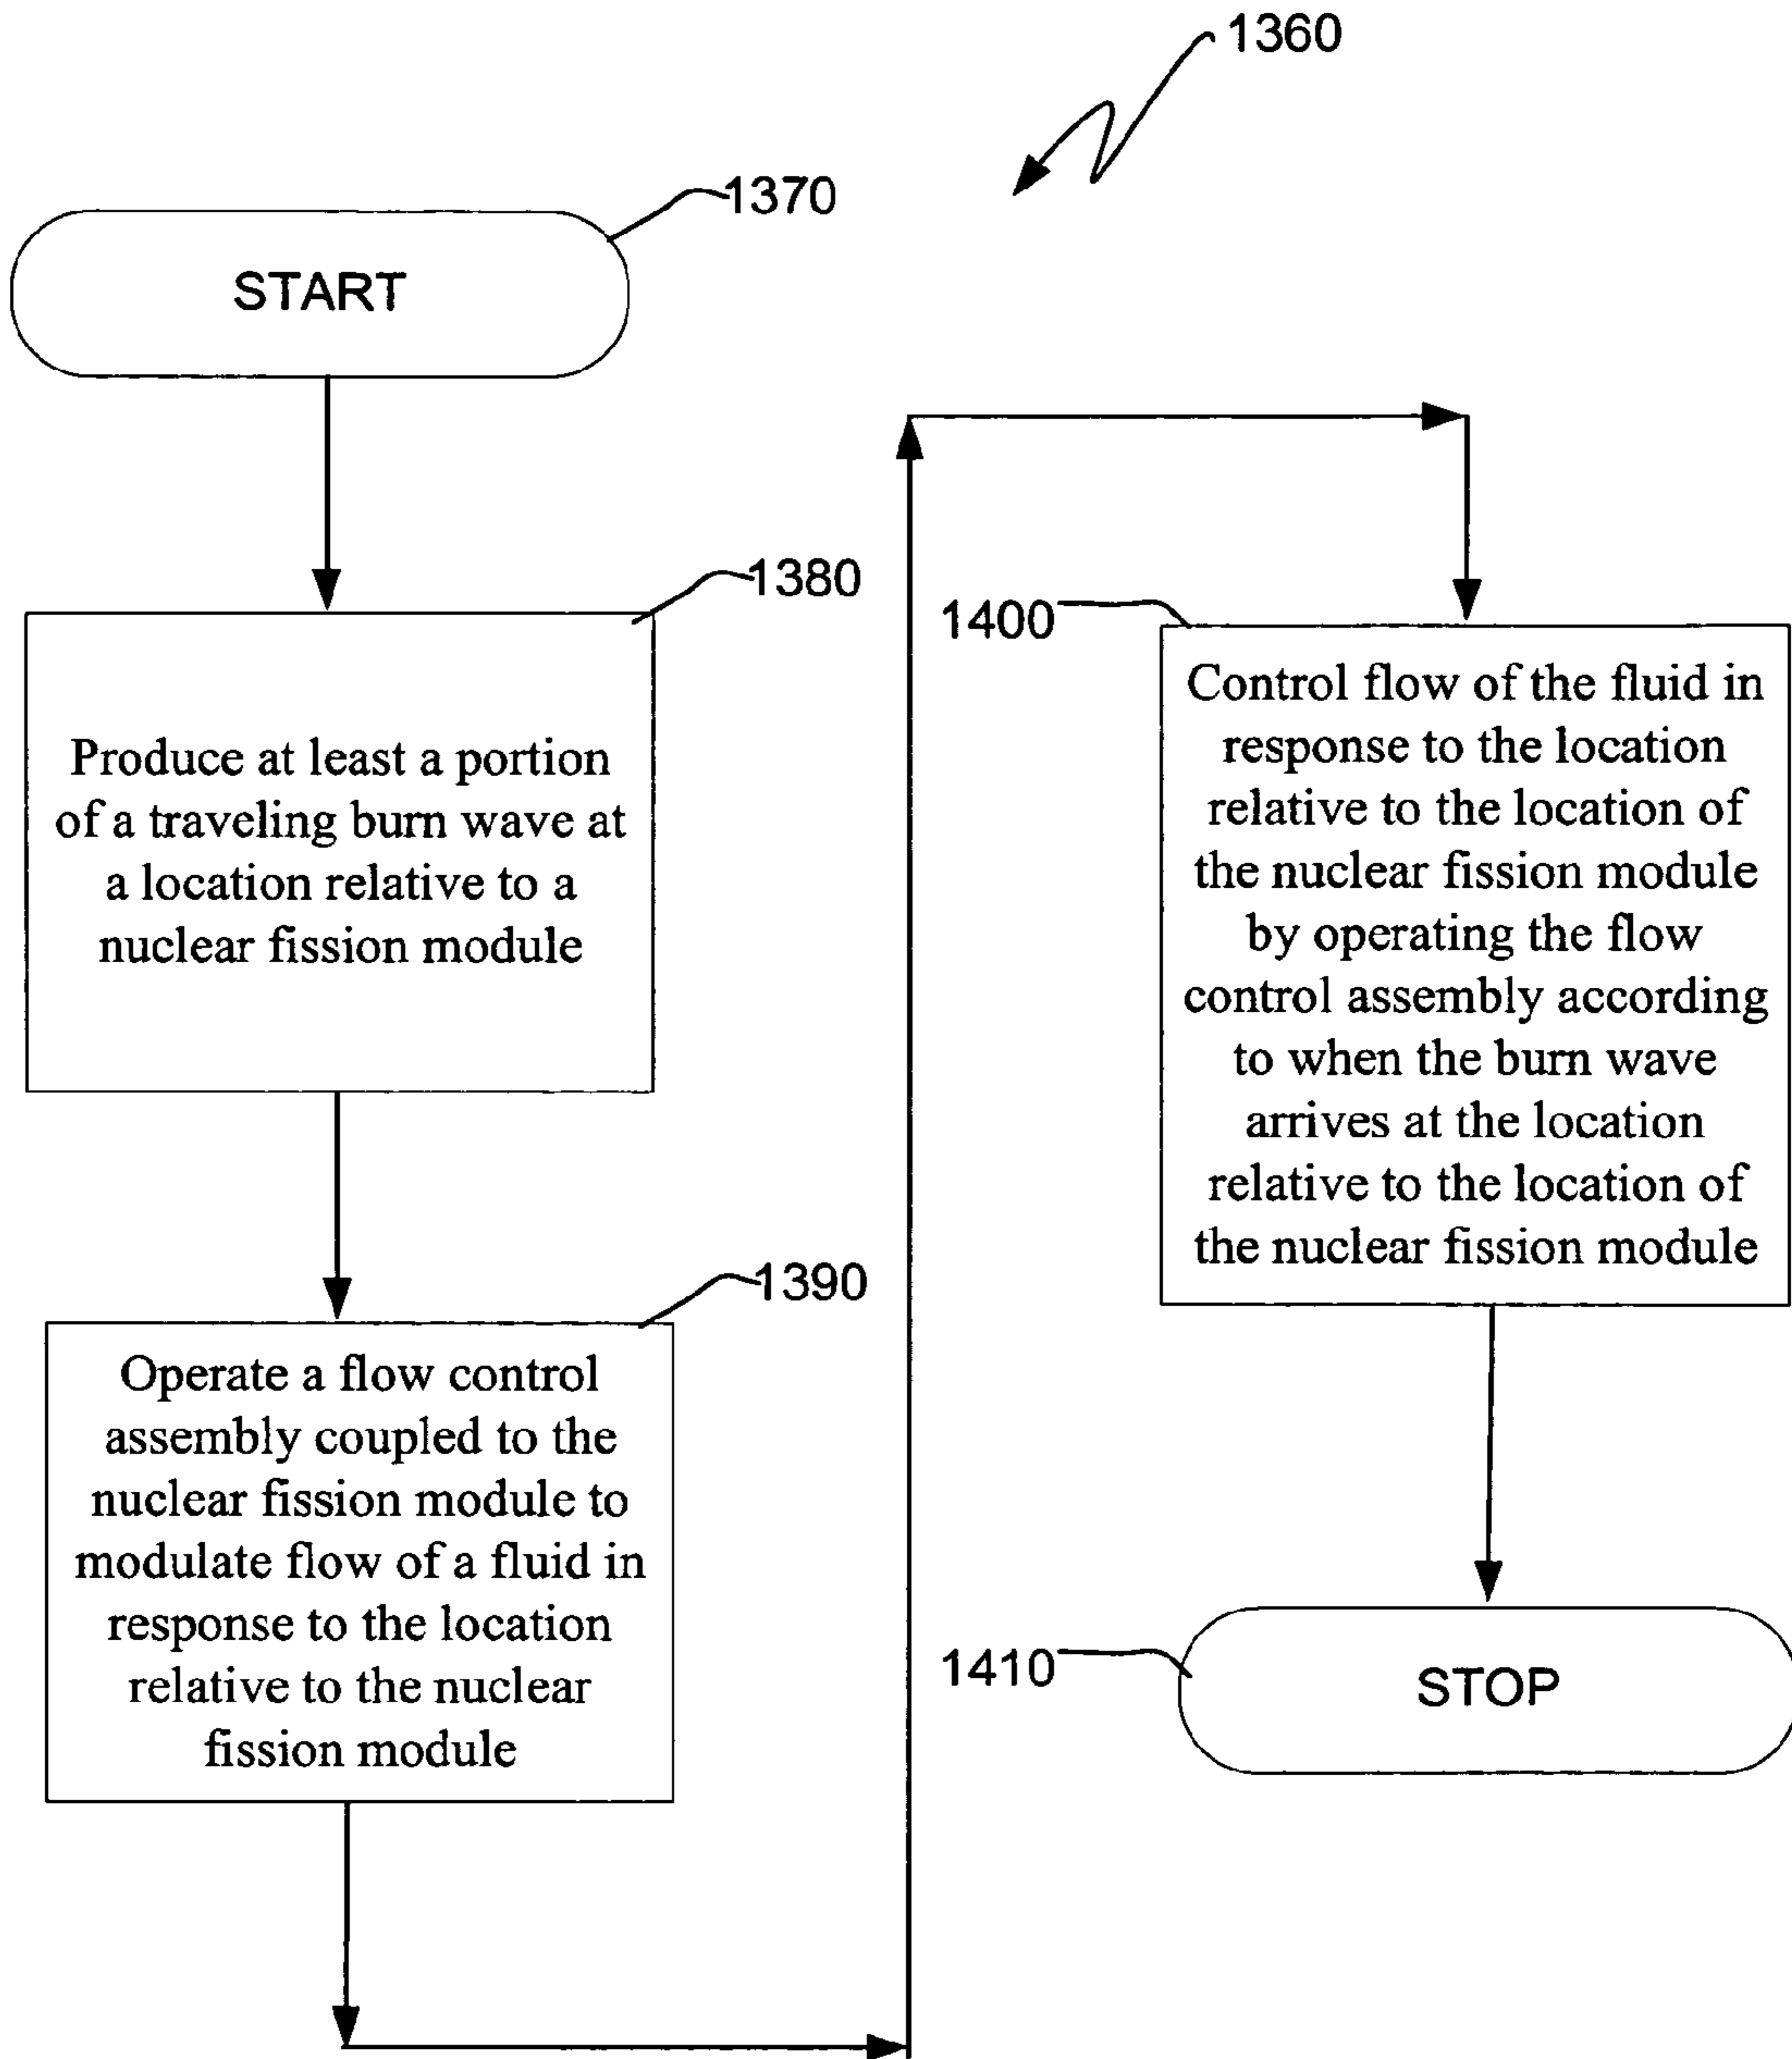 1360
1370
START
1380
Produce at least a portion
of a traveling burn wave at
a location relative to a
nuclear fission module
1390
Operate a flow control
assembly coupled to the
nuclear fission module to
modulate flow of a fluid in
response to the location
relative to the nuclear
fission module
1400
Control flow of the fluid in
response to the location
relative to the location of
the nuclear fission module
by operating the flow
control assembly according
to when the burn wave
arrives at the location
relative to the location of
the nuclear fission module
1410
STOP